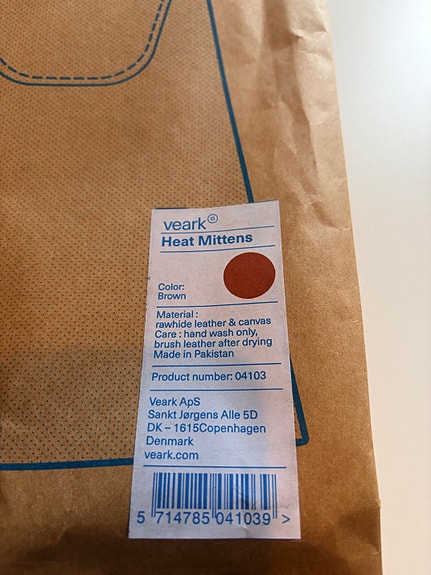 veark®
Heat Mittens
Color:
Brown
Material :
rawhide leather & canvas
Care : hand wash only,
brush leather after drying
Made in Pakistan
Product number: 04103
Veark ApS
Sankt Jørgens Alle 5D
DK – 1615Copenhagen
Denmark
veark.com
5 714785 041039 >